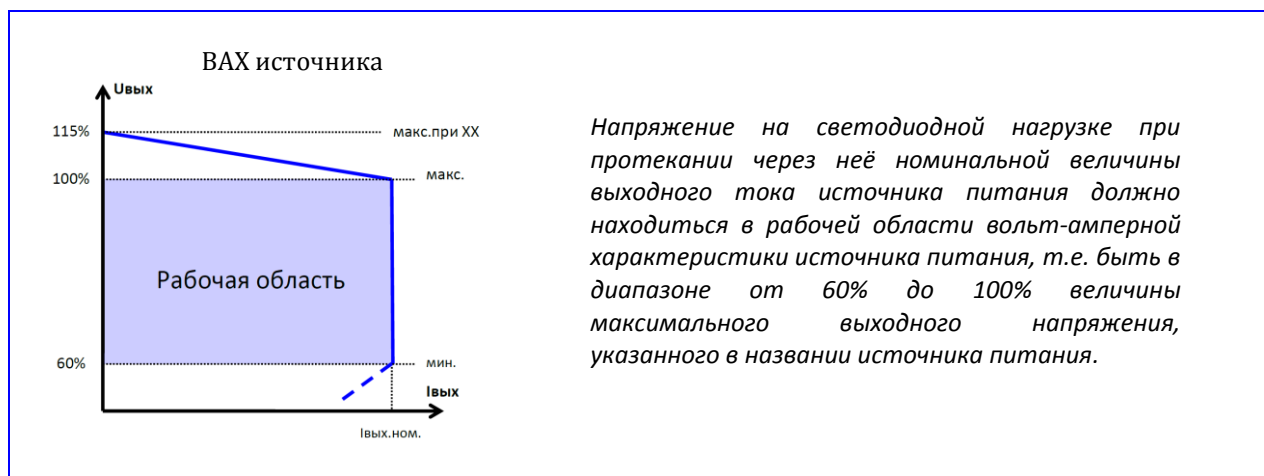 ВАХ источника
Uвых
115%
макс.при ХХ
100%
макс.
Рабочая область
60%
мин.
Iвых
Iвых.ном.
Напряжение на светодиодной нагрузке при
протекании через неё номинальной величины
выходного тока источника питания должно
находиться в рабочей области вольт-амперной
характеристики источника питания, т.е. быть в
диапазоне от 60% до 100% величины
максимального выходного напряжения,
указанного в названии источника питания.